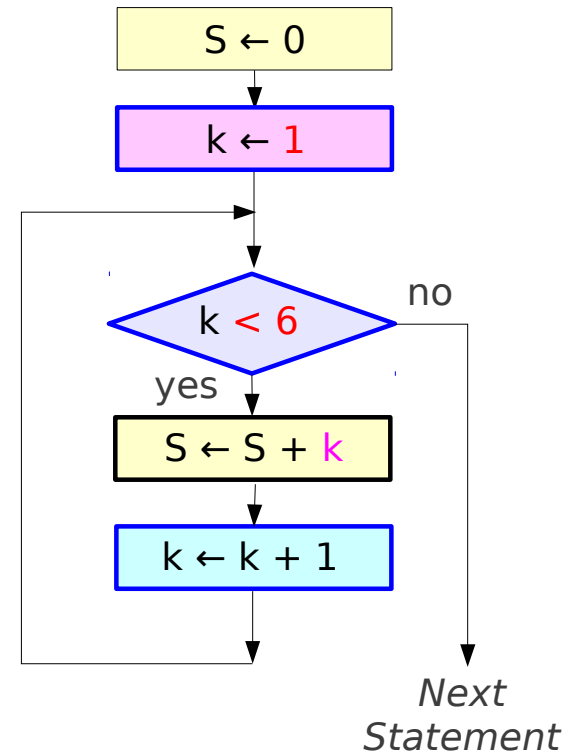 S ← 0
k ← 1
k < 6
no
yes
S ← S + k
k ← k + 1
Next
Statement